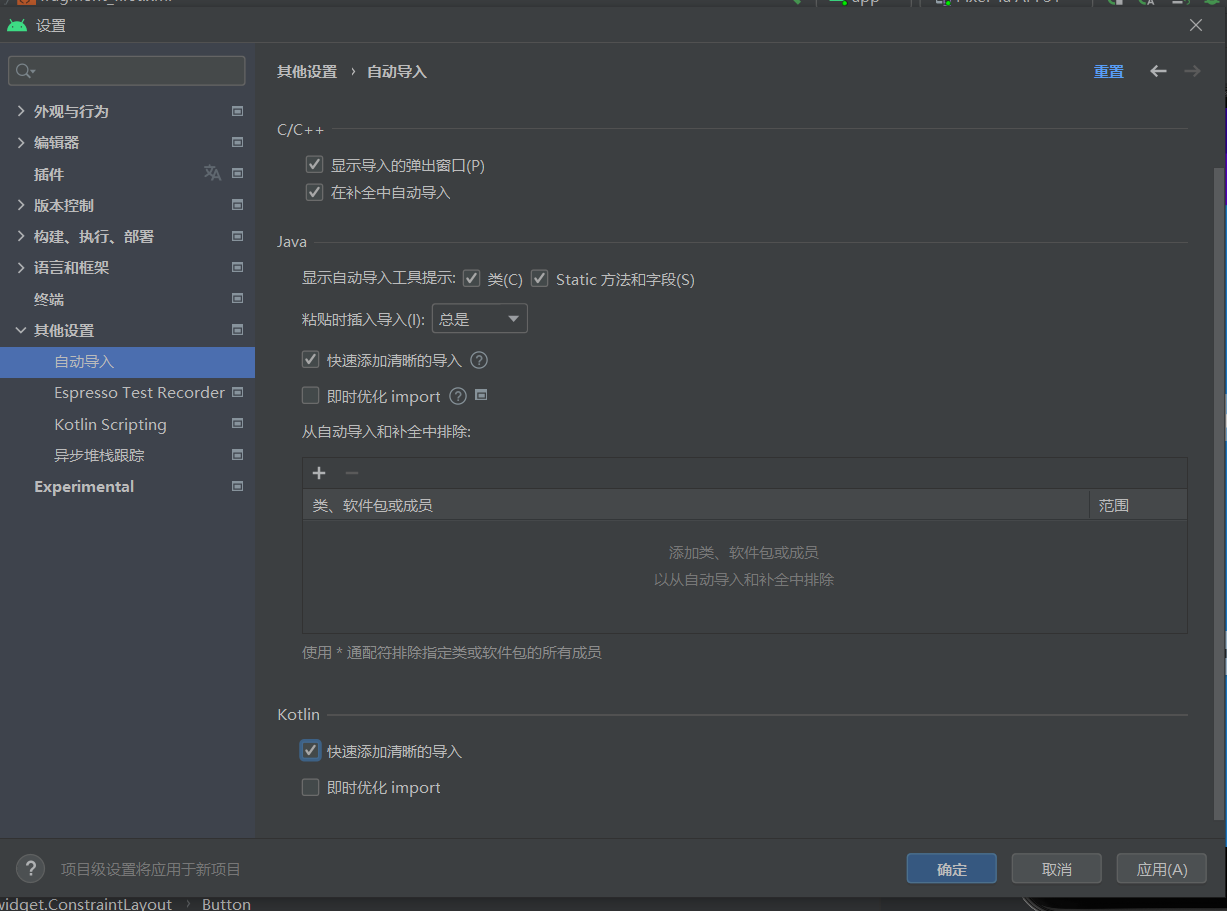 设置
其他设置 › 自动导入
重置
外观与行为
编辑器
插件
版本控制
构建、执行、部署
语言和框架
终端
其他设置
自动导入
Espresso Test Recorder
Kotlin Scripting
异步堆栈跟踪
Experimental
C/C++
显示导入的弹出窗口(P)
在补全中自动导入
Java
显示自动导入工具提示: 类(C) Static 方法和字段(S)
粘贴时插入导入(I): 总是
快速添加清晰的导入 ?
即时优化 import ?
从自动导入和补全中排除:
类、软件包或成员 范围
添加类、软件包或成员
以从自动导入和补全中排除
使用 * 通配符排除指定类或软件包的所有成员
Kotlin
快速添加清晰的导入
即时优化 import
? 项目级设置将应用于新项目
确定 取消 应用(A)
widget.ConstraintLayout › Button